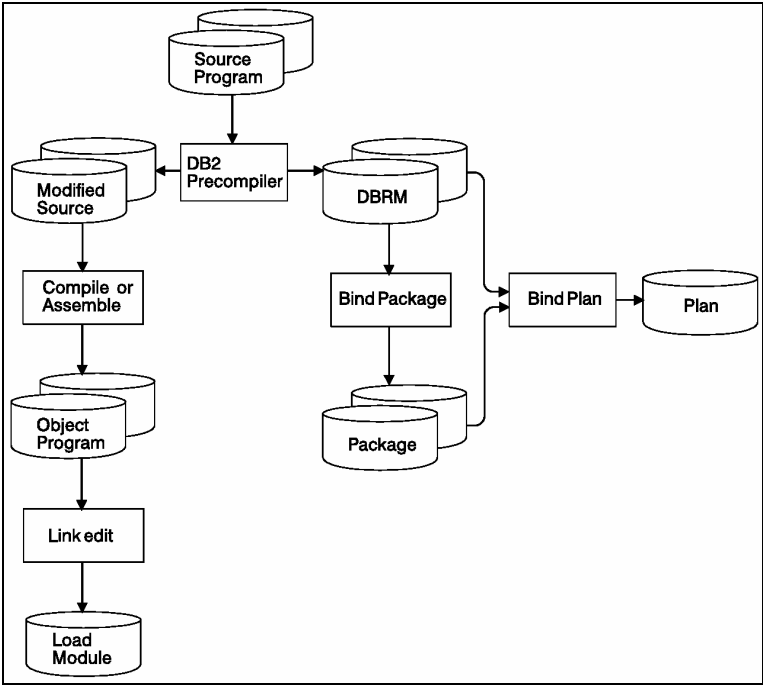 Source
Program
DB2
Precompiler
Modified
Source
DBRM
Compile or
Assemble
Bind Package
Bind Plan
Plan
Object
Program
Package
Link edit
Load
Module